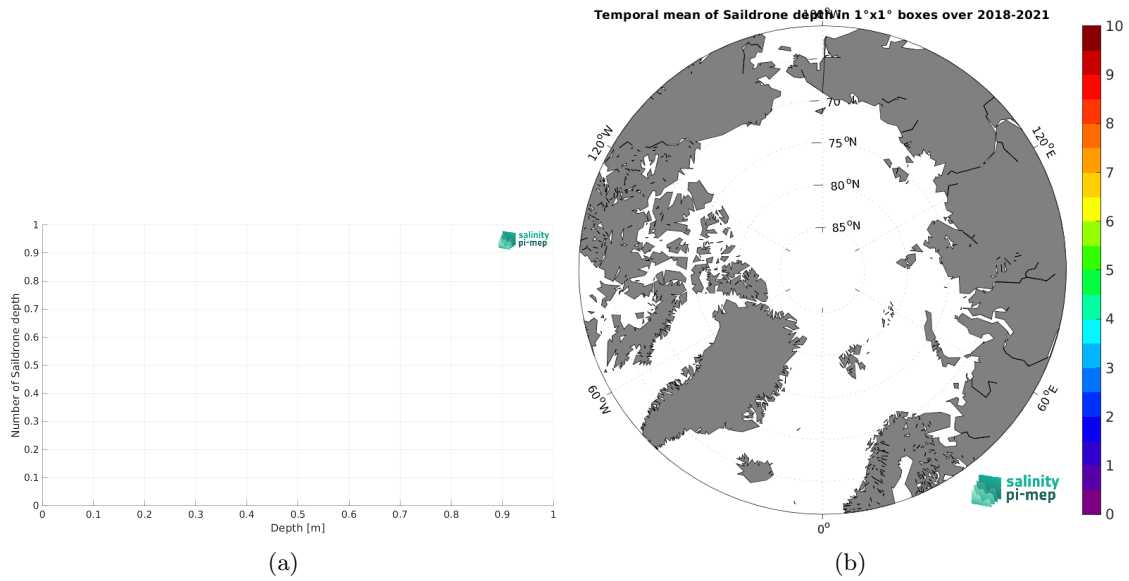 1
0.9
0.8
0.7
0.6
0.5
0.4
0.3
0.2
0.1
0
Number of Saildrone depth
0 0.1 0.2 0.3 0.4 0.5 0.6 0.7 0.8 0.9 1
Depth [m]
salinity
pi-mep
(a)
Temporal mean of Saildrone depth in 1°x1° boxes over 2018-2021
180°W
120°W
120°E
70°N
75°N
80°N
85°N
60°W
60°E
0°
salinity
pi-mep
10
9
8
7
6
5
4
3
2
1
0
(b)